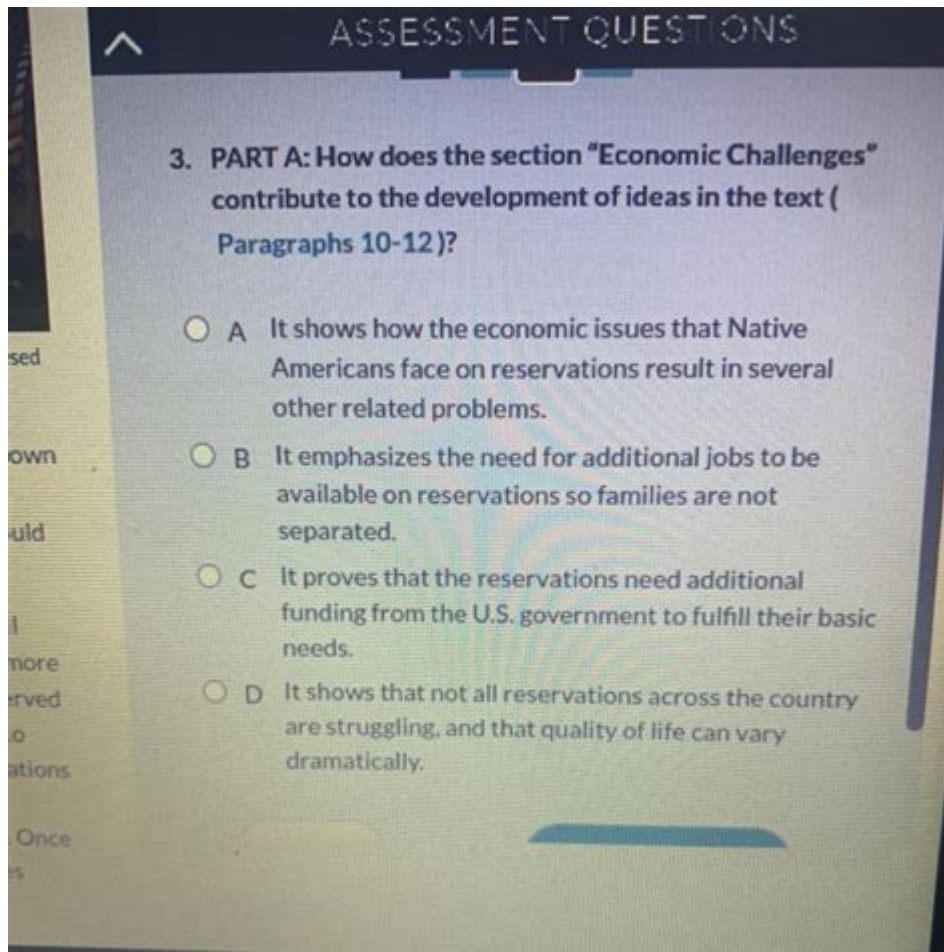 ASSESSMENT QUESTIONS
3. PART A: How does the section "Economic Challenges"
contribute to the development of ideas in the text (
Paragraphs 10-12)?
A It shows how the economic issues that Native
Americans face on reservations result in several
other related problems.
B It emphasizes the need for additional jobs to be
available on reservations so families are not
separated.
C It proves that the reservations need additional
funding from the U.S. government to fulfill their basic
needs.
D It shows that not all reservations across the country
are struggling, and that quality of life can vary
dramatically.
sed
own
uld
more
erved
ations
Once